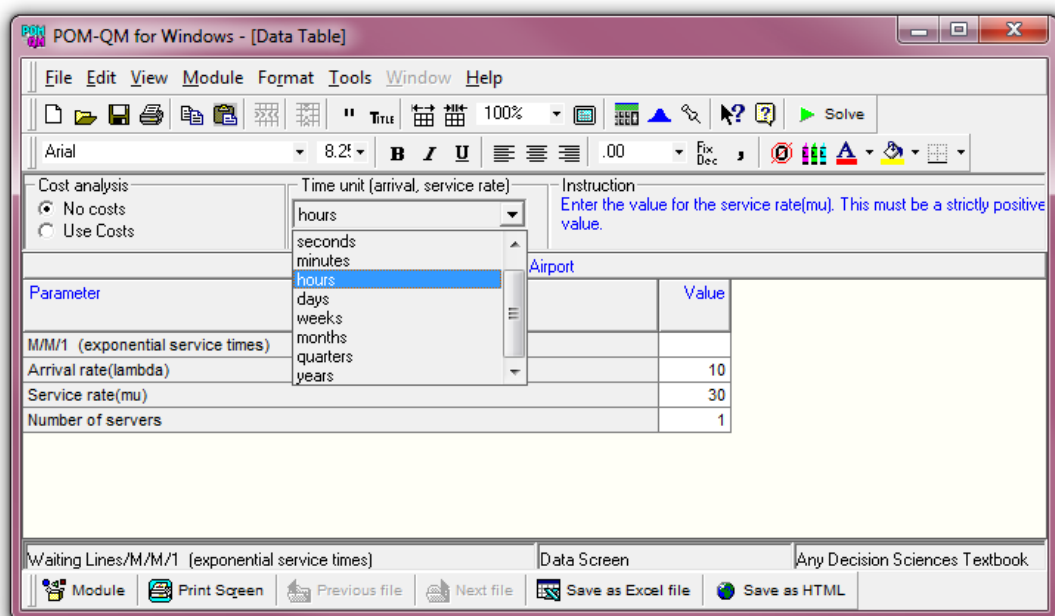 POM-QM for Windows - [Data Table]
File Edit View Module Format Tools Window Help
" TITLE 100% Solve
Arial 8.2 B I U .00 Fix Dec , 0 A
Cost analysis
No costs
Use Costs
Time unit (arrival, service rate)
hours
seconds
minutes
hours
days
weeks
months
quarters
years
Instruction
Enter the value for the service rate(mu). This must be a strictly positive
value.
Airport
Parameter Value
M/M/1 (exponential service times)
Arrival rate(lambda) 10
Service rate(mu) 30
Number of servers 1
Waiting Lines/M/M/1 (exponential service times) Data Screen Any Decision Sciences Textbook
Module Print Screen Previous file Next file Save as Excel file Save as HTML